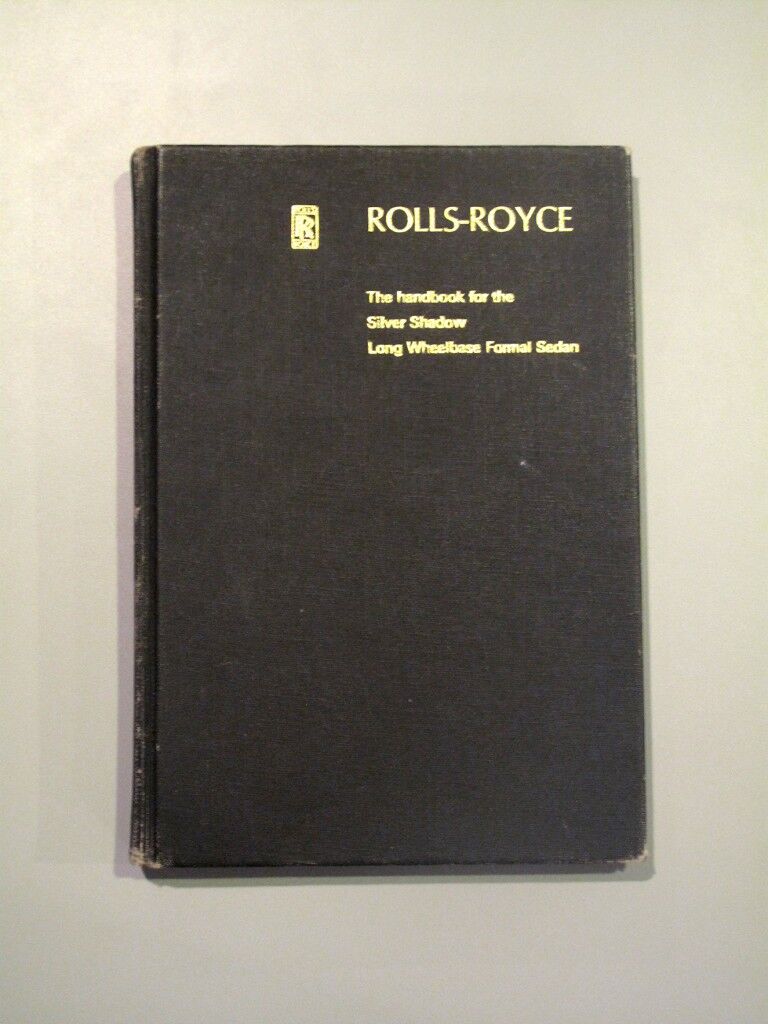 ROLLS-ROYCE
The handbook for the
Silver Shadow
Long Wheelbase Formal Sedan